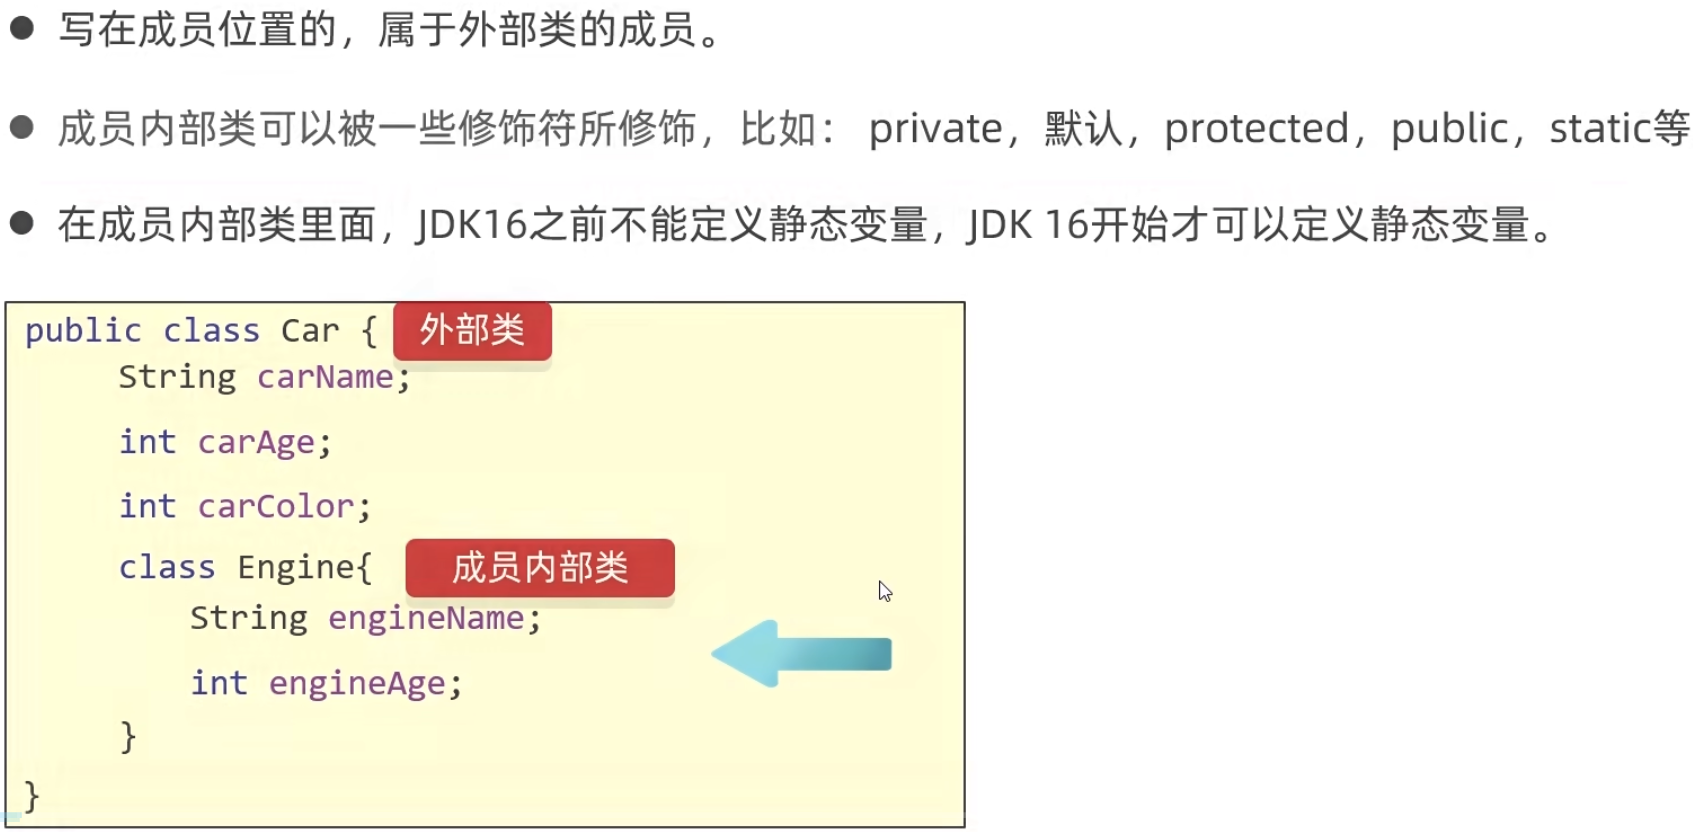 ● 写在成员位置的，属于外部类的成员。
● 成员内部类可以被一些修饰符所修饰，比如： private，默认，protected，public，static等
● 在成员内部类里面，JDK16之前不能定义静态变量，JDK 16开始才可以定义静态变量。
public class Car { 外部类
String carName;
int carAge;
int carColor;
class Engine{ 成员内部类
String engineName;
int engineAge;
}
}